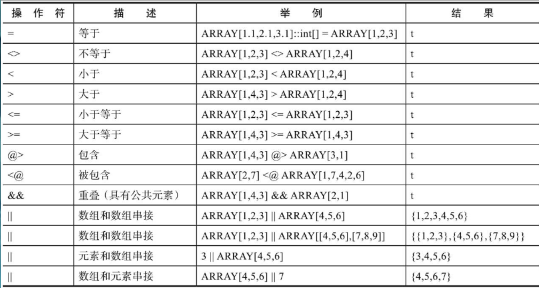 操 作 符 描 述 举 例 结 果
= 等于 ARRAY[1.1,2.1,3.1]::int[] = ARRAY[1,2,3] t
<> 不等于 ARRAY[1,2,3] <> ARRAY[1,2,4] t
< 小于 ARRAY[1,2,3] < ARRAY[1,2,4] t
> 大于 ARRAY[1,4,3] > ARRAY[1,2,4] t
<= 小于等于 ARRAY[1,2,3] <= ARRAY[1,2,3] t
>= 大于等于 ARRAY[1,4,3] >= ARRAY[1,4,3] t
@> 包含 ARRAY[1,4,3] @> ARRAY[3,1] t
<@ 被包含 ARRAY[2,7] <@ ARRAY[1,7,4,2,6] t
&& 重叠（具有公共元素） ARRAY[1,4,3] && ARRAY[2,1] t
|| 数组和数组串接 ARRAY[1,2,3] || ARRAY[4,5,6] {1,2,3,4,5,6}
|| 数组和数组串接 ARRAY[1,2,3] || ARRAY[[4,5,6],[7,8,9]] {{1,2,3},{4,5,6},{7,8,9}}
|| 元素和数组串接 3 || ARRAY[4,5,6] {3,4,5,6}
|| 数组和元素串接 ARRAY[4,5,6] || 7 {4,5,6,7}